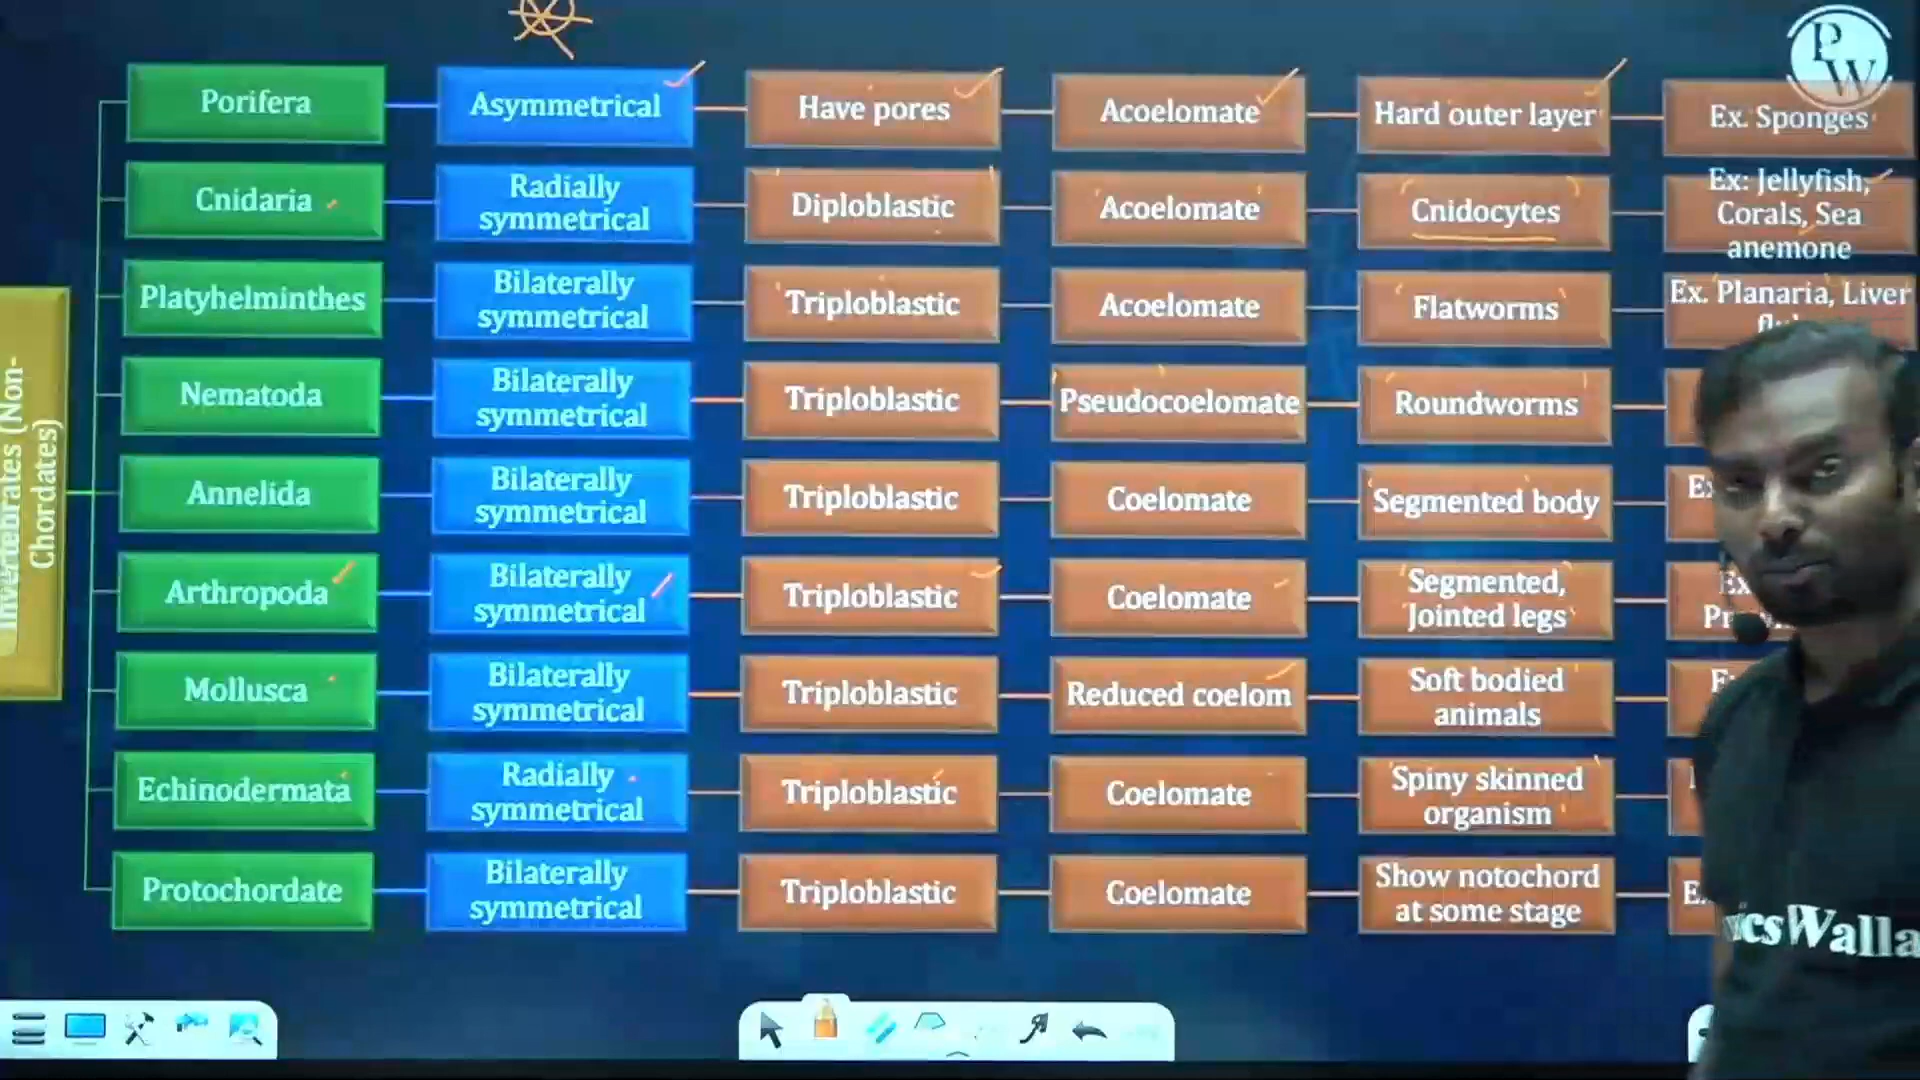 P
W
Porifera
Asymmetrical
Have pores
Acoelomate
Hard outer layer
Ex. Sponges
Cnidaria
Radially
symmetrical
Diploblastic
Acoelomate
Cnidocytes
Ex: Jellyfish,
Corals, Sea
anemone
Platyhelminthes
Bilaterally
symmetrical
Triploblastic
Acoelomate
Flatworms
Ex. Planaria, Liver
Invertebrates (Non-
Chordates)
Nematoda
Bilaterally
symmetrical
Triploblastic
Pseudocoelomate
Roundworms
Annelida
Bilaterally
symmetrical
Triploblastic
Coelomate
Segmented body
Arthropoda
Bilaterally
symmetrical
Triploblastic
Coelomate
Segmented,
Jointed legs
Mollusca
Bilaterally
symmetrical
Triploblastic
Reduced coelom
Soft bodied
animals
Echinodermata
Radially
symmetrical
Triploblastic
Coelomate
Spiny skinned
organism
Protochordate
Bilaterally
symmetrical
Triploblastic
Coelomate
Show notochord
at some stage
icsWalla